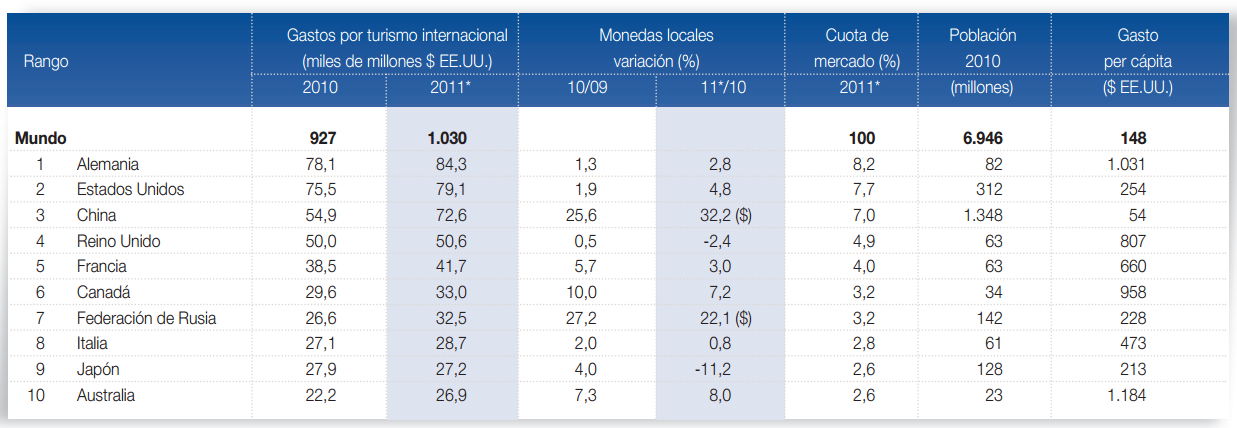 Rango Gastos por turismo internacional (miles de millones $ EE.UU.) Monedas locales variación (%) Cuota de mercado (%) Población 2010 (millones) Gasto per cápita ($ EE.UU.)
2010 2011* 10/09 11*/10 2011*
Mundo 927 1.030 100 6.946 148
1 Alemania 78,1 84,3 1,3 2,8 8,2 82 1.031
2 Estados Unidos 75,5 79,1 1,9 4,8 7,7 312 254
3 China 54,9 72,6 25,6 32,2 ($) 7,0 1.348 54
4 Reino Unido 50,0 50,6 0,5 -2,4 4,9 63 807
5 Francia 38,5 41,7 5,7 3,0 4,0 63 660
6 Canadá 29,6 33,0 10,0 7,2 3,2 34 958
7 Federación de Rusia 26,6 32,5 27,2 22,1 ($) 3,2 142 228
8 Italia 27,1 28,7 2,0 0,8 2,8 61 473
9 Japón 27,9 27,2 4,0 -11,2 2,6 128 213
10 Australia 22,2 26,9 7,3 8,0 2,6 23 1.184